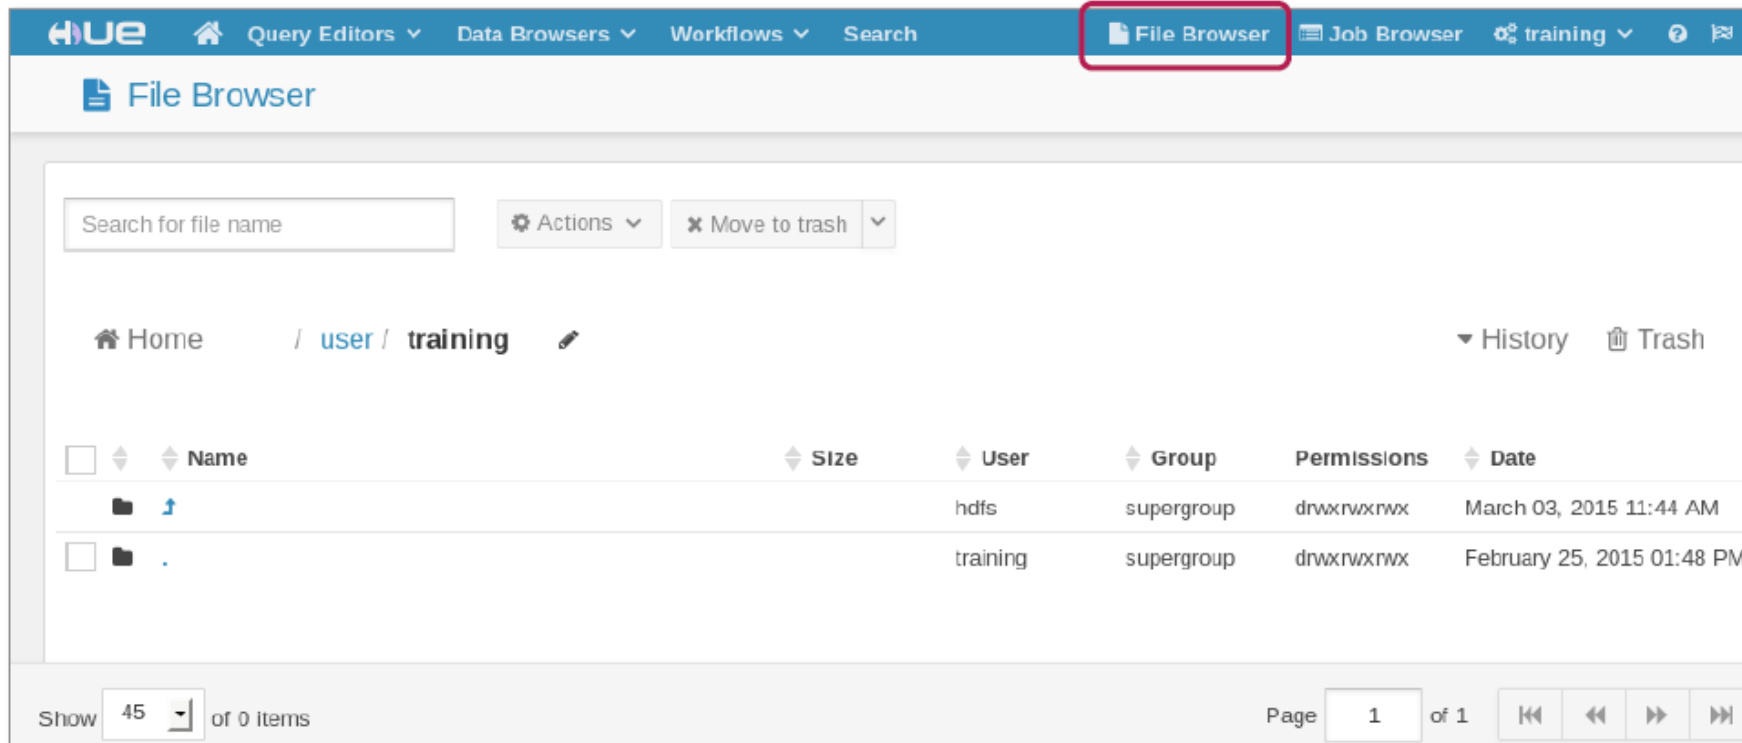 HUE Query Editors Data Browsers Workflows Search File Browser Job Browser training
File Browser
Search for file name Actions Move to trash
Home / user / training History Trash
Name Size User Group Permissions Date
hdfs supergroup drwxrwxrwx March 03, 2015 11:44 AM
. training supergroup drwxrwxrwx February 25, 2015 01:48 PM
Show 45 of 0 items Page 1 of 1